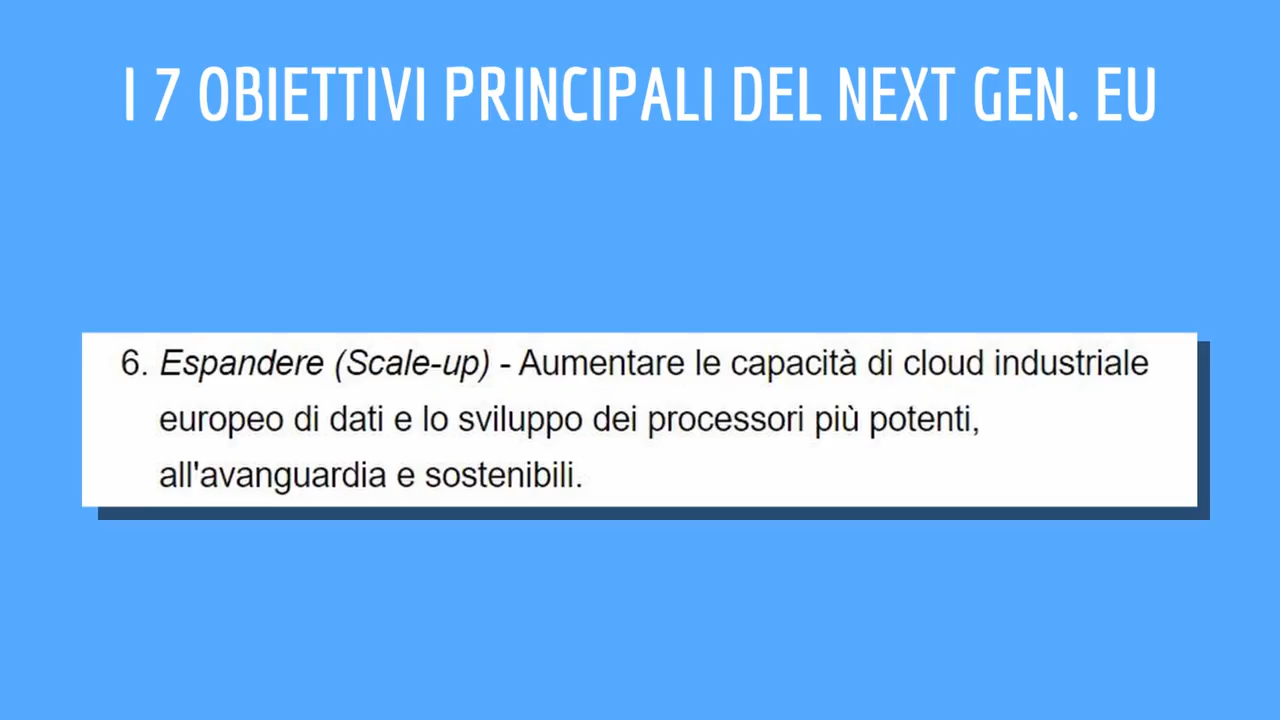 I 7 OBIETTIVI PRINCIPALI DEL NEXT GEN. EU
6. Espandere (Scale-up) - Aumentare le capacità di cloud industriale
europeo di dati e lo sviluppo dei processori più potenti,
all'avanguardia e sostenibili.